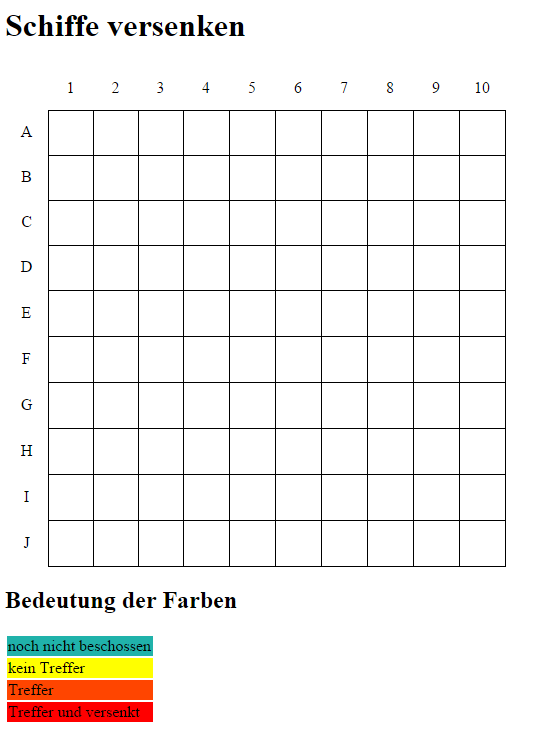 Schiffe versenken
1 2 3 4 5 6 7 8 9 10
A
B
C
D
E
F
G
H
I
J
Bedeutung der Farben
noch nicht beschossen
kein Treffer
Treffer
Treffer und versenkt